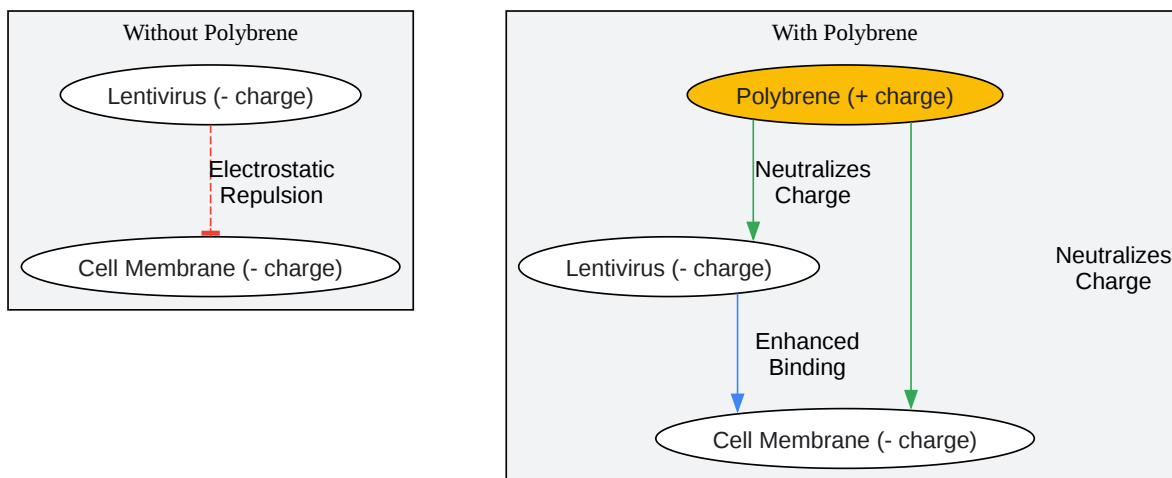 Without Polybrene
Lentivirus (- charge)
Electrostatic
Repulsion
Cell Membrane (- charge)
With Polybrene
Polybrene (+ charge)
Neutralizes
Charge
Lentivirus (- charge)
Neutralizes
Charge
Enhanced
Binding
Cell Membrane (- charge)